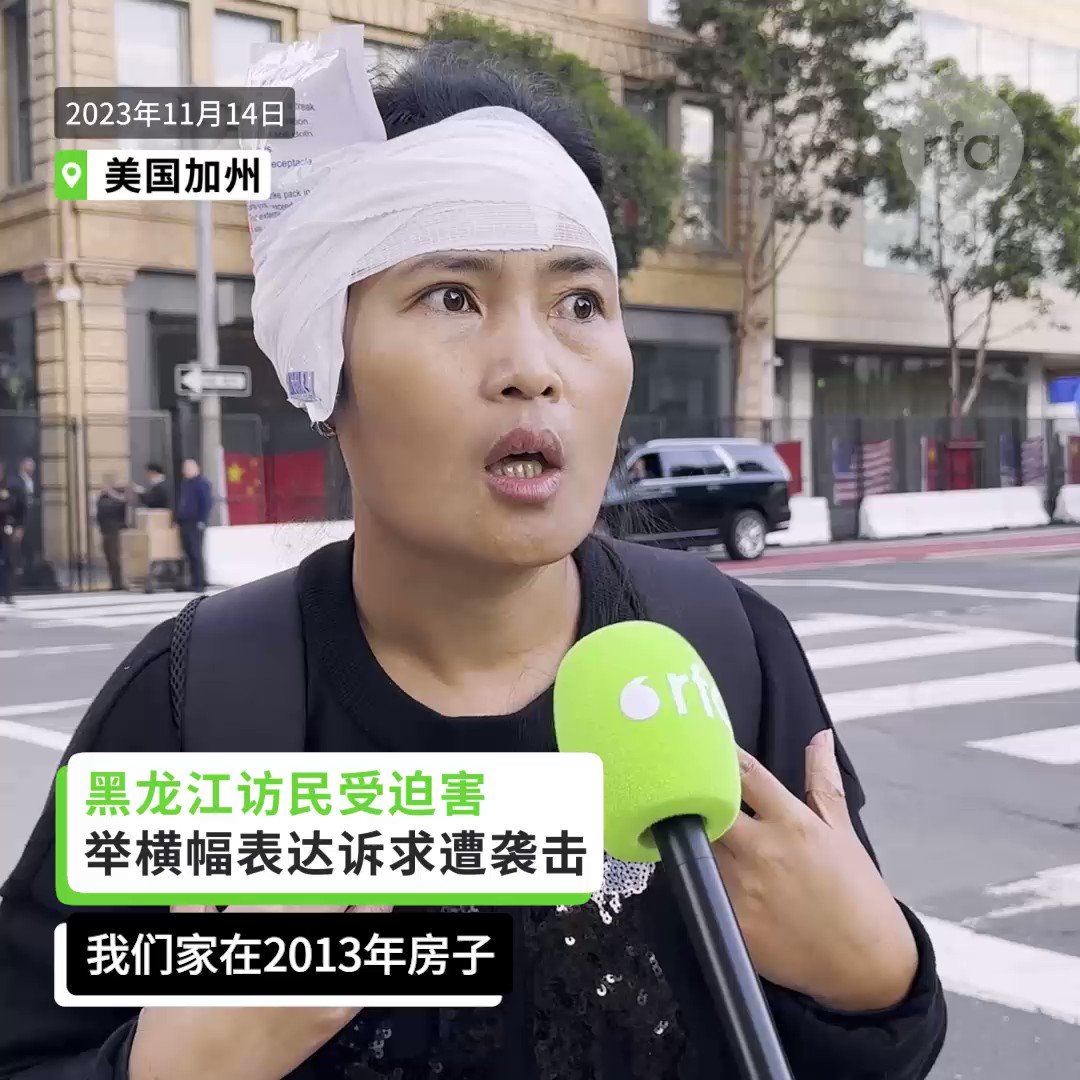 2023年11月14日
美国加州
rfa
eceptacle
黑龙江访民受迫害
举横幅表达诉求遭袭击
我们家在2013年房子